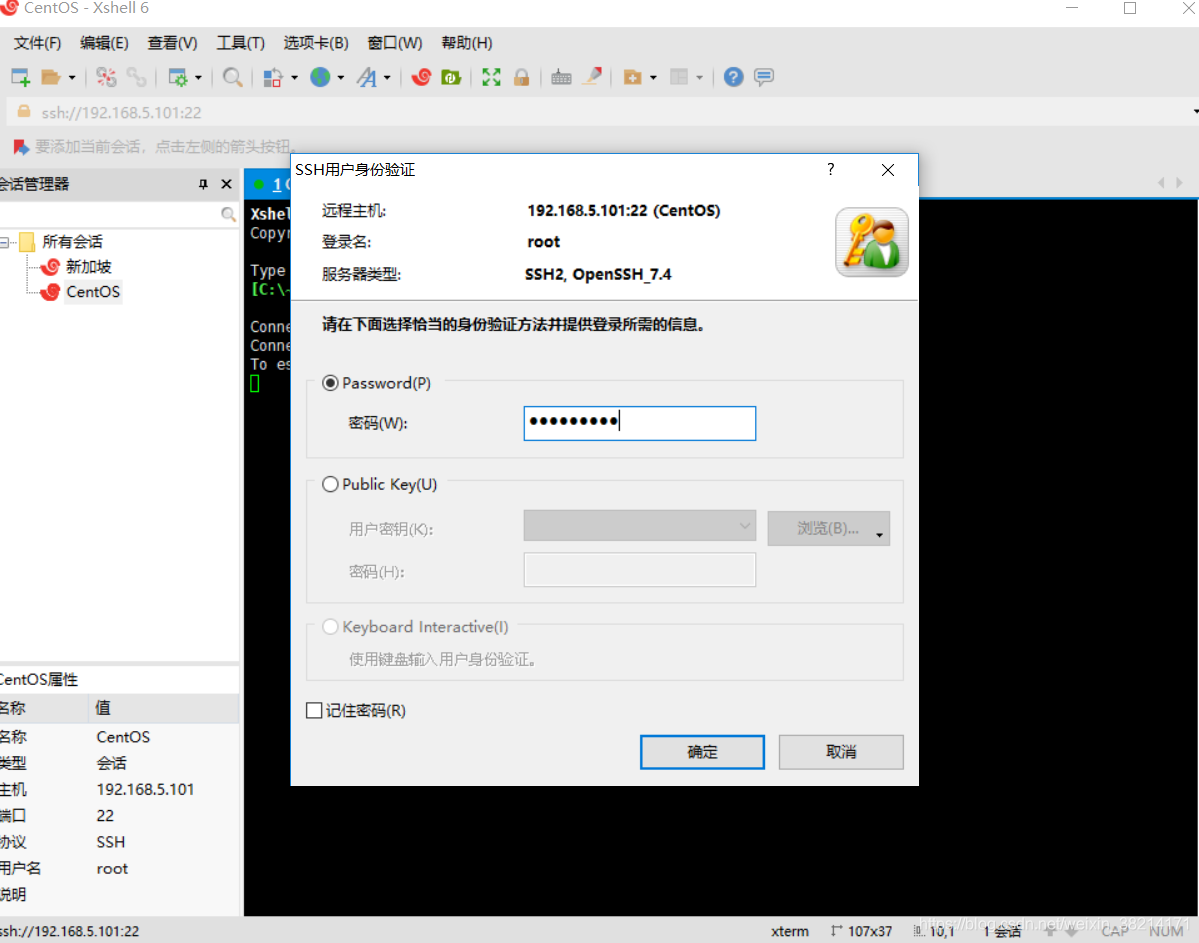 CentOS - Xshell 6
文件(F) 编辑(E) 查看(V) 工具(T) 选项卡(B) 窗口(W) 帮助(H)
ssh://192.168.5.101:22
要添加当前会话，点击左侧的箭头按钮。
会话管理器
1 C
所有会话
新加坡
CentOS
Xshel
Copyr
Type
[C:\~
Conne
Conne
To es
SSH用户身份验证
远程主机: 192.168.5.101:22 (CentOS)
登录名: root
服务器类型: SSH2, OpenSSH_7.4
请在下面选择恰当的身份验证方法并提供登录所需的信息。
Password(P)
密码(W): •••••••••
Public Key(U)
用户密钥(K): 浏览(B)...
密码(H):
Keyboard Interactive(I)
使用键盘输入用户身份验证。
记住密码(R)
确定 取消
CentOS属性
名称 值
名称 CentOS
类型 会话
主机 192.168.5.101
端口 22
协议 SSH
用户名 root
说明
ssh://192.168.5.101:22 xterm 107x37 10,1 1 会话 CAP NUM
https://blog.csdn.net/weixin_38214171